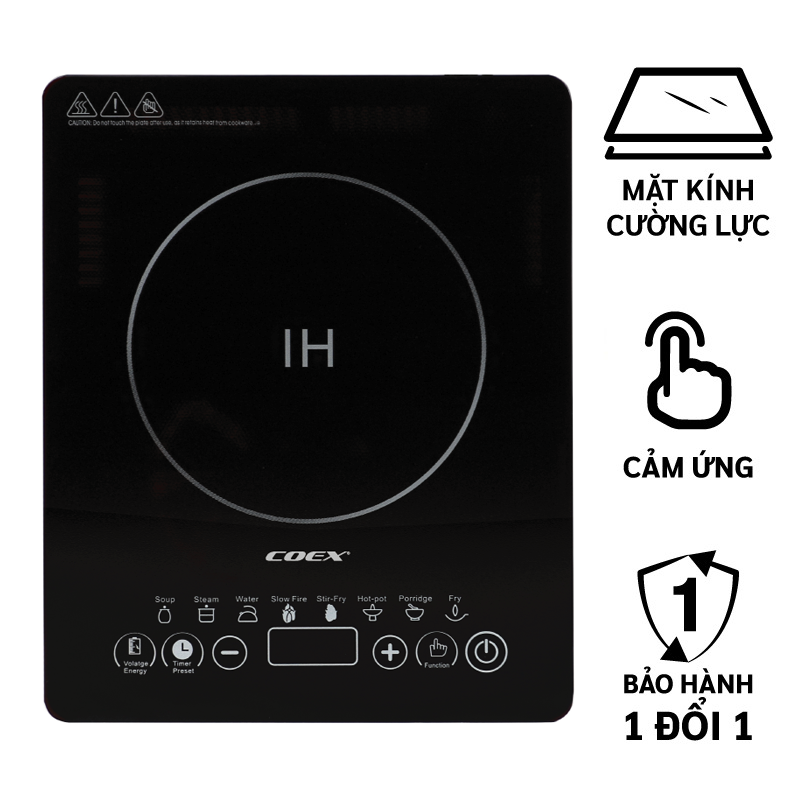 CAUTION: Do not touch the plate after use, as it retains heat from cookware.
IH
COEX
Soup Steam Water Slow Fire Stir-Fry Hot-pot Porridge Fry
Volatge Energy
Timer Preset
Function
MẶT KÍNH
CƯỜNG LỰC
CẢM ỨNG
1
BẢO HÀNH
1 ĐỔI 1